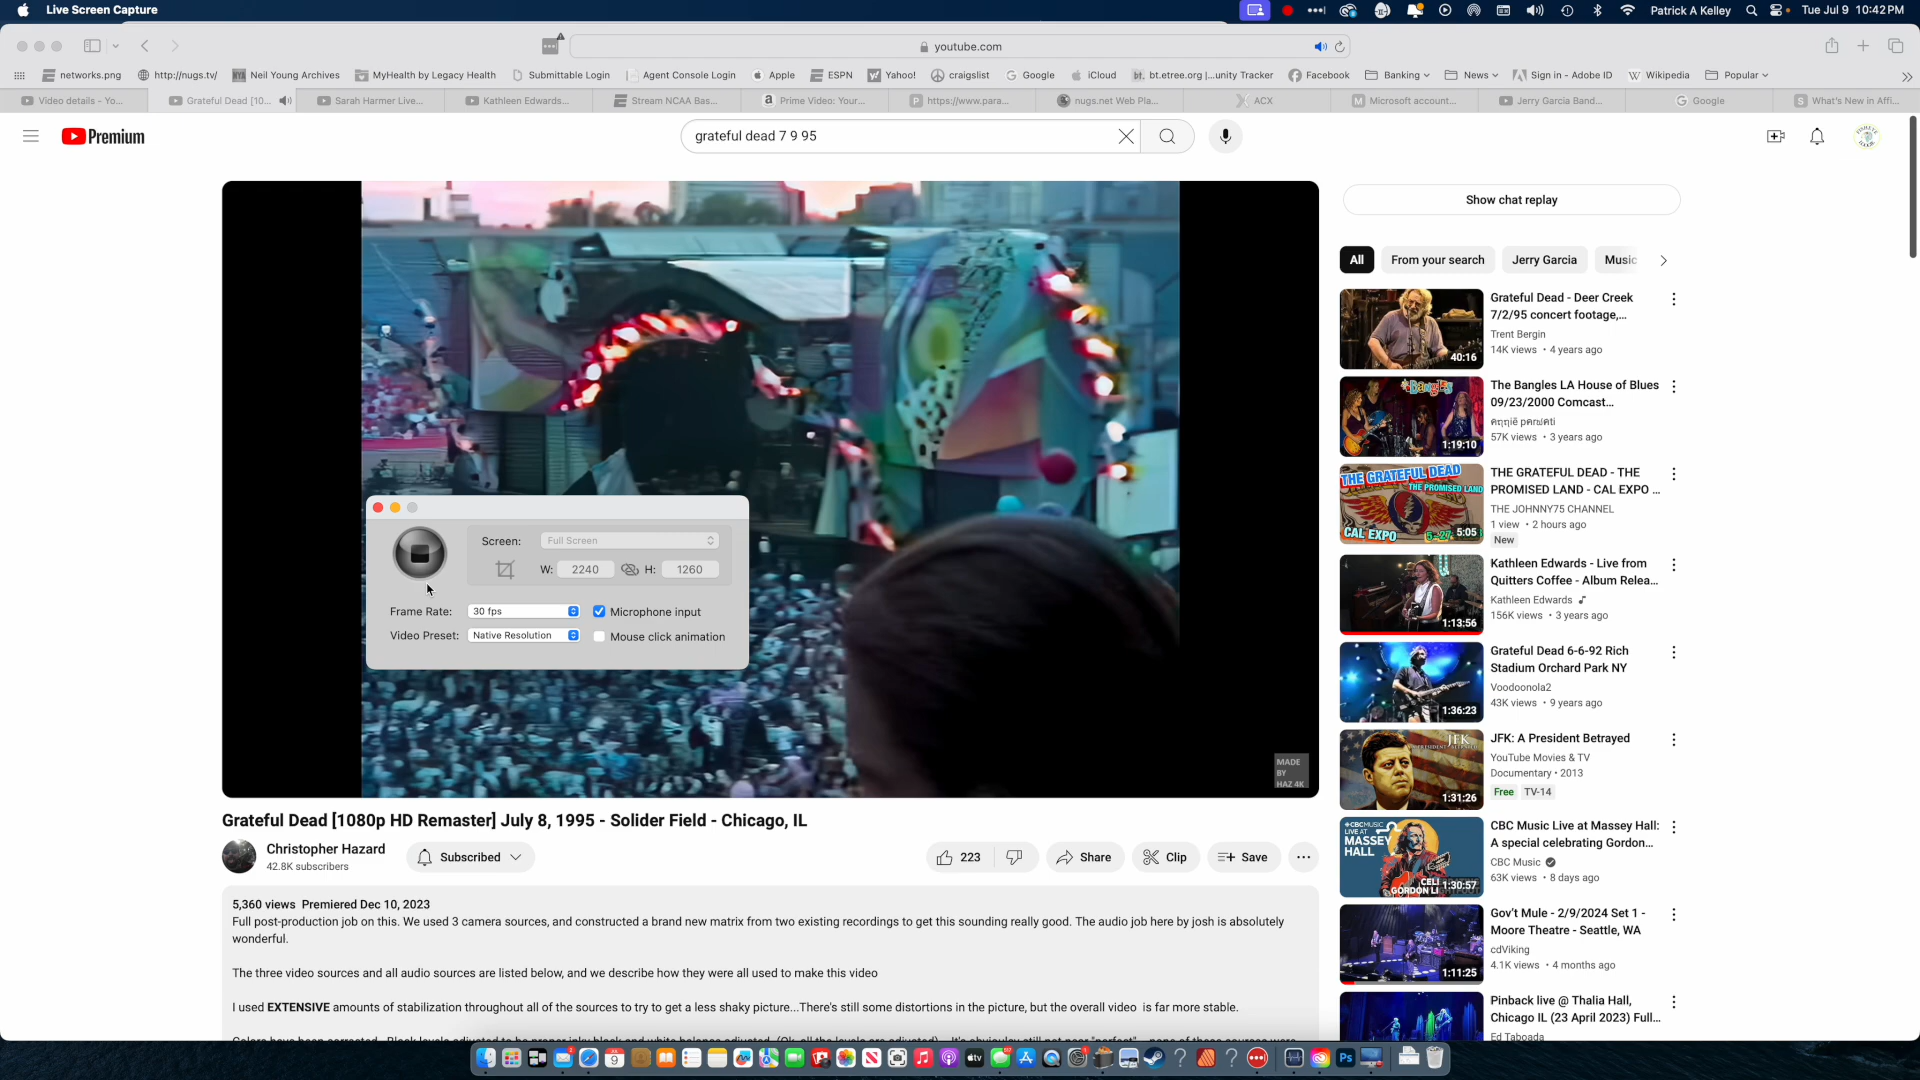 Live Screen Capture
Patrick A Kelley
Tue Jul 9 10:42 PM
youtube.com
networks.png
http://nugs.tv/
Neil Young Archives
MyHealth by Legacy Health
Submittable Login
Agent Console Login
Apple
ESPN
Yahoo!
craigslist
Google
iCloud
bt.etree.org |...unity Tracker
Facebook
Banking
News
Sign in - Adobe ID
Wikipedia
Popular
Video details - Yo...
Grateful Dead [10...
Sarah Harmer Live...
Kathleen Edwards...
Stream NCAA Bas...
Prime Video: Your...
https://www.para...
nugs.net Web Pla...
ACX
Microsoft account...
Jerry Garcia Band...
Google
What's New in Affi...
Premium
grateful dead 7 9 95
Screen:
Full Screen
W:
2240
H:
1260
Frame Rate:
30 fps
Microphone input
Video Preset:
Native Resolution
Mouse click animation
MADE
BY
HAZ 4K
Grateful Dead [1080p HD Remaster] July 8, 1995 - Solider Field - Chicago, IL
Christopher Hazard
42.8K subscribers
Subscribed
223
Share
Clip
Save
5,360 views Premiered Dec 10, 2023
Full post-production job on this. We used 3 camera sources, and constructed a brand new matrix from two existing recordings to get this sounding really good. The audio job here by josh is absolutely
wonderful.
The three video sources and all audio sources are listed below, and we describe how they were all used to make this video
I used EXTENSIVE amounts of stabilization throughout all of the sources to try to get a less shaky picture...There's still some distortions in the picture, but the overall video is far more stable.
Show chat replay
All
From your search
Jerry Garcia
Music
Grateful Dead - Deer Creek
7/2/95 concert footage,...
Trent Bergin
14K views • 4 years ago
40:16
The Bangles LA House of Blues
09/23/2000 Comcast...
57K views • 3 years ago
Bangles
1:19:10
THE GRATEFUL DEAD - THE
PROMISED LAND - CAL EXPO ...
THE JOHNNY75 CHANNEL
1 view • 2 hours ago
New
THE GRATEFUL DEAD
THE PROMISED LAND
CAL EXPO
5:05
Kathleen Edwards - Live from
Quitters Coffee - Album Relea...
Kathleen Edwards
156K views • 3 years ago
1:13:56
Grateful Dead 6-6-92 Rich
Stadium Orchard Park NY
Voodoonola2
43K views • 9 years ago
1:36:23
JFK: A President Betrayed
YouTube Movies & TV
Documentary • 2013
Free TV-14
JFK
1:31:26
CBC Music Live at Massey Hall:
A special celebrating Gordon...
CBC Music
63K views • 8 days ago
CBCMUSIC
LIVE AT
MASSEY
HALL
GORDON LI
1:30:57
Gov't Mule - 2/9/2024 Set 1 -
Moore Theatre - Seattle, WA
cdViking
4.1K views • 4 months ago
1:11:25
Pinback live @ Thalia Hall,
Chicago IL (23 April 2023) Full...
Ed Taboada